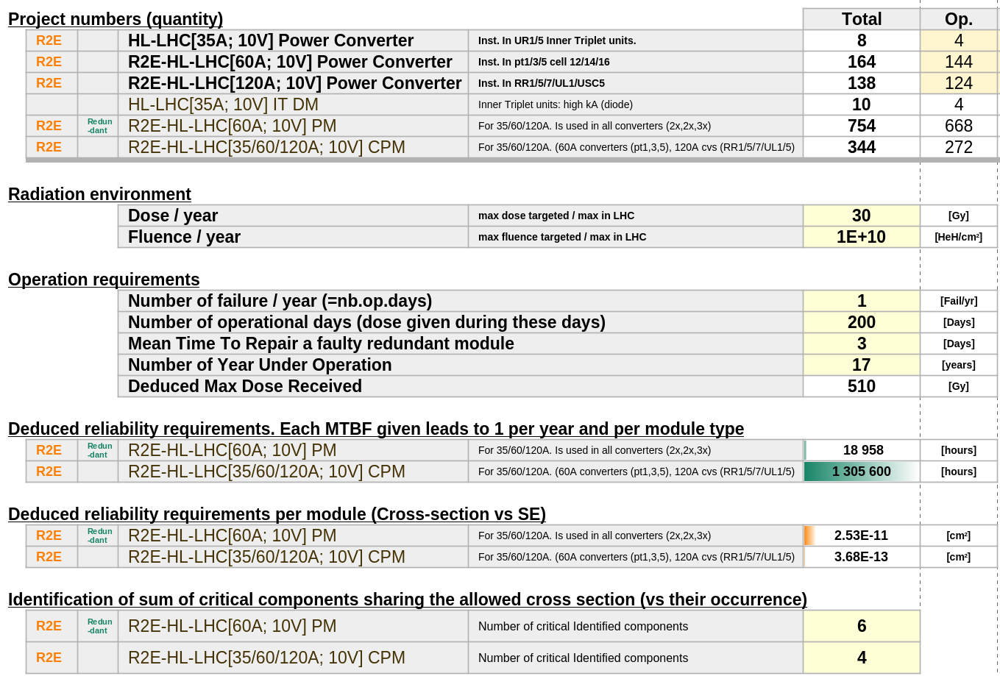 Project numbers (quantity) Total Op.
R2E HL-LHC[35A; 10V] Power Converter Inst. In UR1/5 Inner Triplet units. 8 4
R2E R2E-HL-LHC[60A; 10V] Power Converter Inst. In pt1/3/5 cell 12/14/16 164 144
R2E R2E-HL-LHC[120A; 10V] Power Converter Inst. In RR1/5/7/UL1/USC5 138 124
HL-LHC[35A; 10V] IT DM Inner Triplet units: high kA (diode) 10 4
R2E Redun-dant R2E-HL-LHC[60A; 10V] PM For 35/60/120A. Is used in all converters (2x,2x,3x) 754 668
R2E R2E-HL-LHC[35/60/120A; 10V] CPM For 35/60/120A. (60A converters (pt1,3,5), 120A cvs (RR1/5/7/UL1/5) 344 272
Radiation environment
Dose / year max dose targeted / max in LHC 30 [Gy]
Fluence / year max fluence targeted / max in LHC 1E+10 [HeH/cm²]
Operation requirements
Number of failure / year (=nb.op.days) 1 [Fail/yr]
Number of operational days (dose given during these days) 200 [Days]
Mean Time To Repair a faulty redundant module 3 [Days]
Number of Year Under Operation 17 [years]
Deduced Max Dose Received 510 [Gy]
Deduced reliability requirements. Each MTBF given leads to 1 per year and per module type
R2E Redun-dant R2E-HL-LHC[60A; 10V] PM For 35/60/120A. Is used in all converters (2x,2x,3x) 18 958 [hours]
R2E R2E-HL-LHC[35/60/120A; 10V] CPM For 35/60/120A. (60A converters (pt1,3,5), 120A cvs (RR1/5/7/UL1/5) 1 305 600 [hours]
Deduced reliability requirements per module (Cross-section vs SE)
R2E Redun-dant R2E-HL-LHC[60A; 10V] PM For 35/60/120A. Is used in all converters (2x,2x,3x) 2.53E-11 [cm²]
R2E R2E-HL-LHC[35/60/120A; 10V] CPM For 35/60/120A. (60A converters (pt1,3,5), 120A cvs (RR1/5/7/UL1/5) 3.68E-13 [cm²]
Identification of sum of critical components sharing the allowed cross section (vs their occurrence)
R2E Redun-dant R2E-HL-LHC[60A; 10V] PM Number of critical Identified components 6
R2E R2E-HL-LHC[35/60/120A; 10V] CPM Number of critical Identified components 4